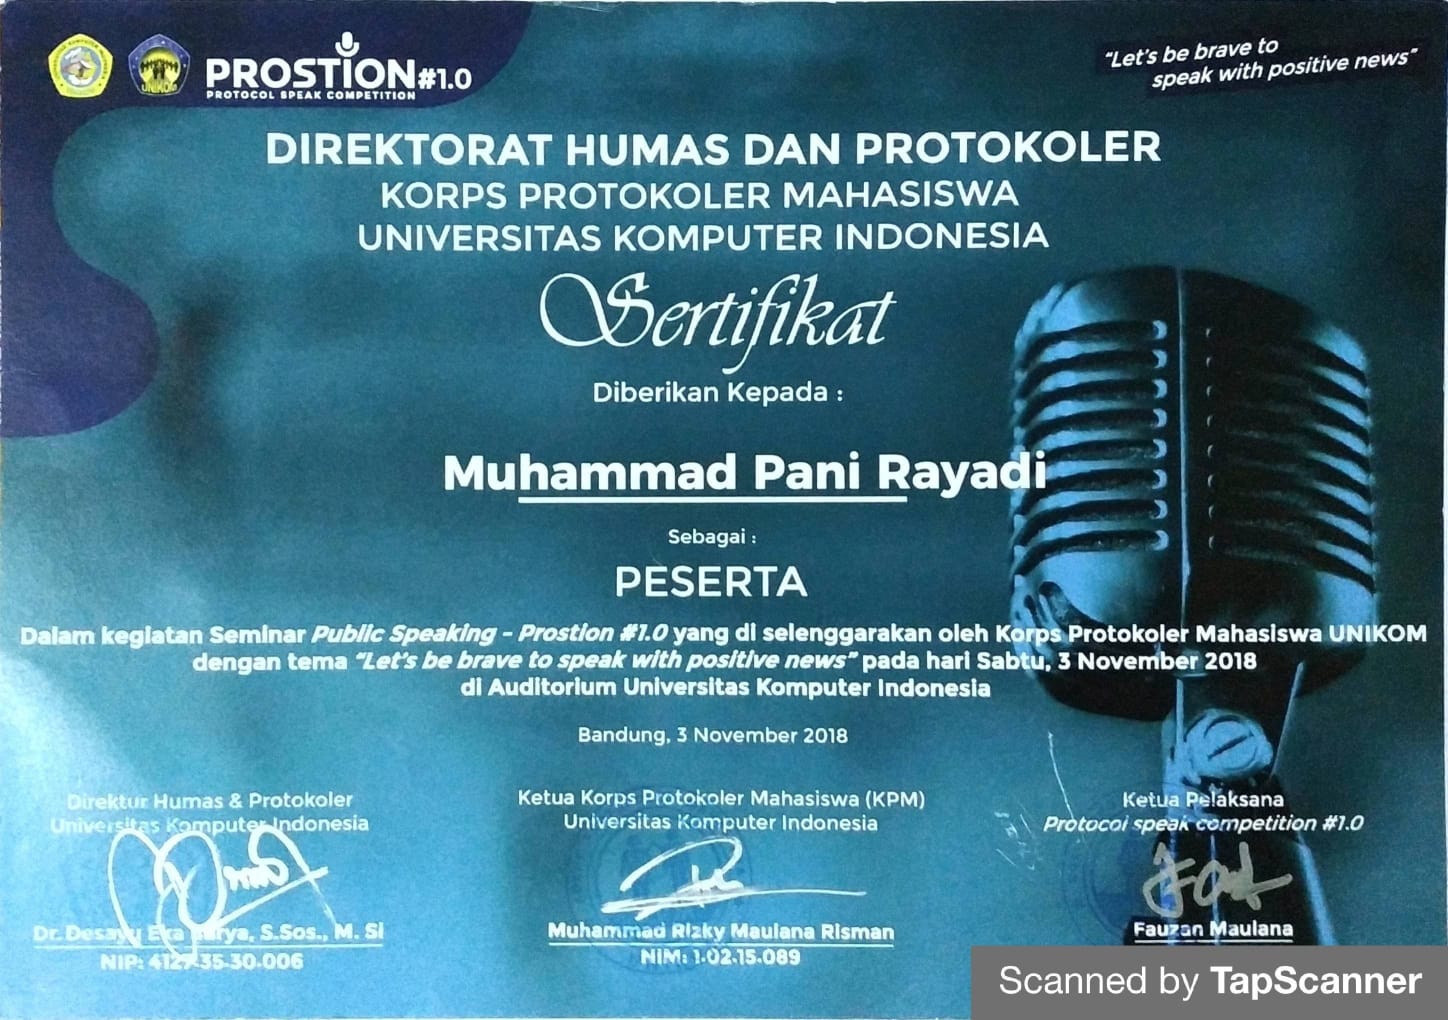 PROSTION#1.0
PROTOCOL SPEAK COMPETITION
UNIKOM
"Let's be brave to
speak with positive news"
DIREKTORAT HUMAS DAN PROTOKOLER
KORPS PROTOKOLER MAHASISWA
UNIVERSITAS KOMPUTER INDONESIA
Sertifikat
Diberikan Kepada :
Muhammad Pani Rayadi
Sebagai :
PESERTA
Dalam kegiatan Seminar Public Speaking - Prostion #1.0 yang di selenggarakan oleh Korps Protokoler Mahasiswa UNIKOM
dengan tema "Let's be brave to speak with positive news" pada hari Sabtu, 3 November 2018
di Auditorium Universitas Komputer Indonesia
Bandung, 3 November 2018
Direktur Humas & Protokoler
Universitas Komputer Indonesia
Dr. Desayu Eka Surya, S.Sos., M. Si
NIP: 4127.35.30.006
Ketua Korps Protokoler Mahasiswa (KPM)
Universitas Komputer Indonesia
Muhammad Rizky Maulana Risman
NIM: 1.02.15.089
Ketua Pelaksana
Protocol speak competition #1.0
Fauzan Maulana
Scanned by TapScanner